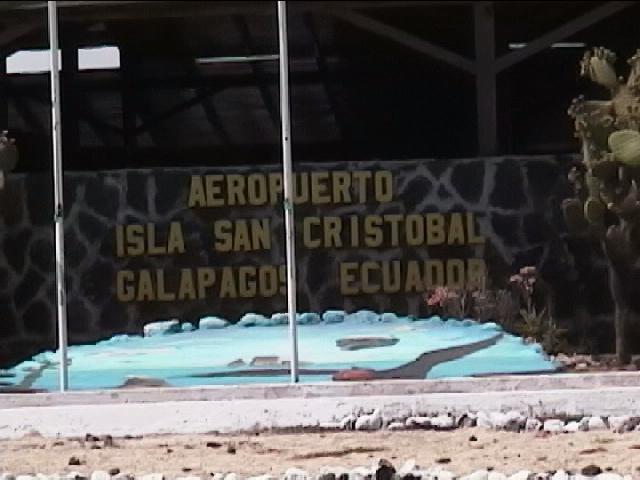 AEROPUERTO
ISLA SAN CRISTOBAL
GALAPAGOS ECUADOR